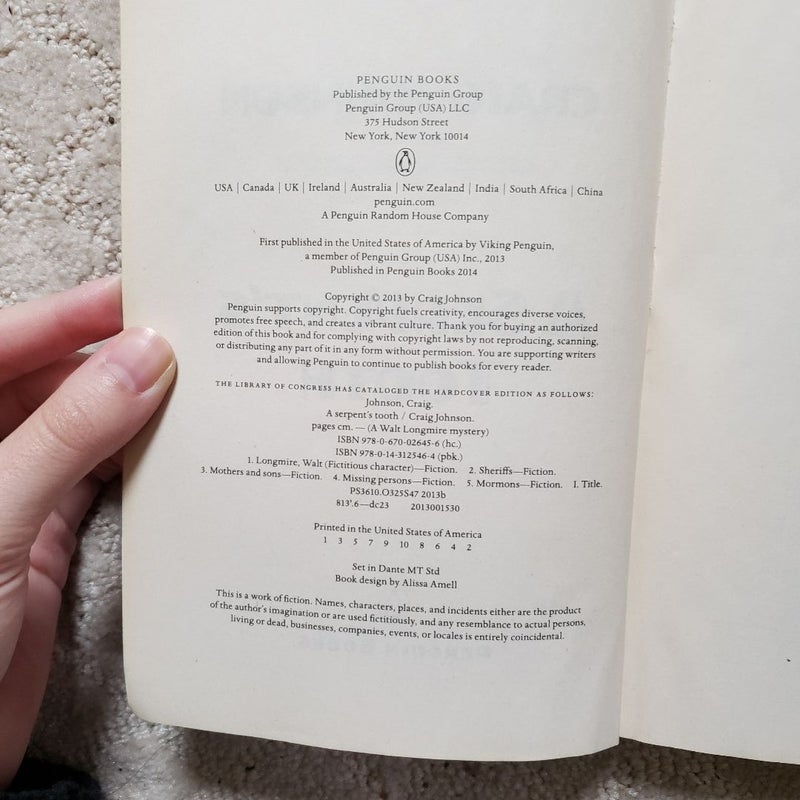 PENGUIN BOOKS
Published by the Penguin Group
Penguin Group (USA) LLC
375 Hudson Street
New York, New York 10014
USA | Canada | UK | Ireland | Australia | New Zealand | India | South Africa | China
penguin.com
A Penguin Random House Company
First published in the United States of America by Viking Penguin,
a member of Penguin Group (USA) Inc., 2013
Published in Penguin Books 2014
Copyright © 2013 by Craig Johnson
Penguin supports copyright. Copyright fuels creativity, encourages diverse voices,
promotes free speech, and creates a vibrant culture. Thank you for buying an authorized
edition of this book and for complying with copyright laws by not reproducing, scanning,
or distributing any part of it in any form without permission. You are supporting writers
and allowing Penguin to continue to publish books for every reader.
THE LIBRARY OF CONGRESS HAS CATALOGED THE HARDCOVER EDITION AS FOLLOWS:
Johnson, Craig.
A serpent's tooth / Craig Johnson.
pages cm. — (A Walt Longmire mystery)
ISBN 978-0-670-02645-6 (hc.)
ISBN 978-0-14-312546-4 (pbk.)
1. Longmire, Walt (Fictitious character)—Fiction. 2. Sheriffs—Fiction.
3. Mothers and sons—Fiction. 4. Missing persons—Fiction. 5. Mormons—Fiction. I. Title.
PS3610.O325S47 2013b
813'.6—dc23 2013001530
Printed in the United States of America
1 3 5 7 9 10 8 6 4 2
Set in Dante MT Std
Book design by Alissa Amell
This is a work of fiction. Names, characters, places, and incidents either are the product
of the author's imagination or are used fictitiously, and any resemblance to actual persons,
living or dead, businesses, companies, events, or locales is entirely coincidental.